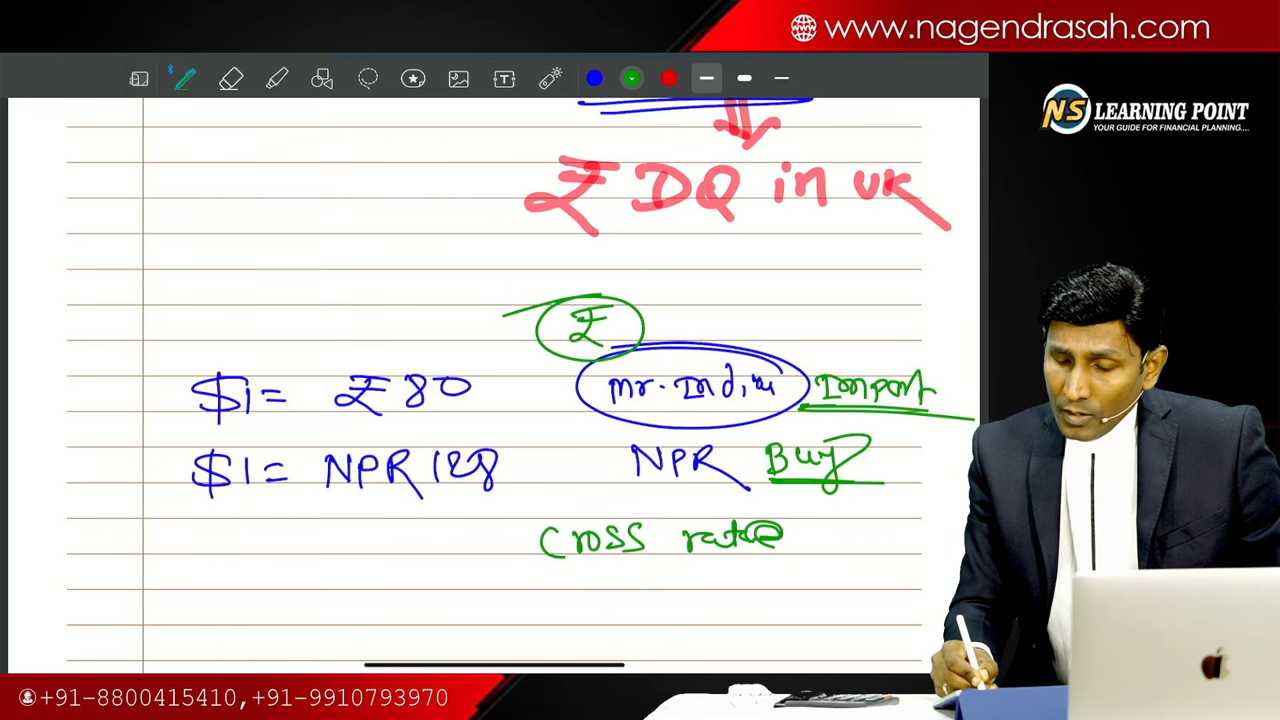 www.nagendrasah.com
NS LEARNING POINT
YOUR GUIDE FOR FINANCIAL PLANNING....
₹ DQ in UK
₹
$1 = ₹80 Mr. India Import
$1 = NPR 128 NPR Buy
Cross rate
+91-8800415410,+91-9910793970